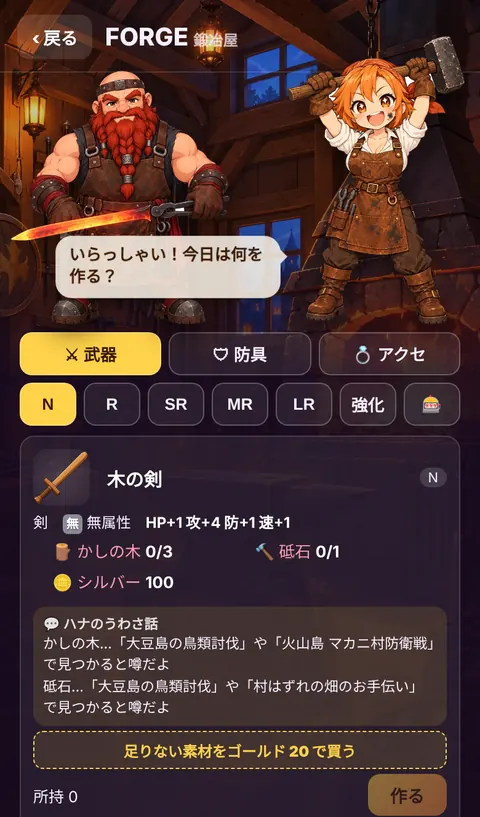 ‹ 戻る FORGE 鍛冶屋
いらっしゃい！今日は何を
作る？
武器 防具 アクセ
N R SR MR LR 強化
木の剣 N
剣 無 無属性 HP+1 攻+4 防+1 速+1
かしの木 0/3 砥石 0/1
シルバー 100
ハナのうわさ話
かしの木…「大豆島の鳥類討伐」や「火山島 マカニ村防衛戦」
で見つかると噂だよ
砥石…「大豆島の鳥類討伐」や「村はずれの畑のお手伝い」
で見つかると噂だよ
足りない素材をゴールド 20 で買う
所持 0 作る